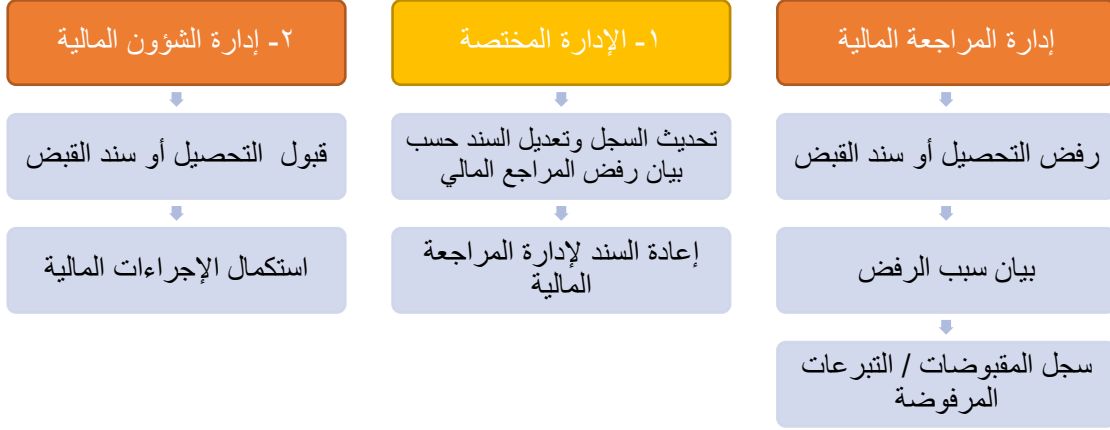 إدارة المراجعة المالية
رفض التحصيل أو سند القبض
بيان سبب الرفض
سجل المقبوضات / التبرعات
المرفوضة
١- الإدارة المختصة
تحديث السجل وتعديل السند حسب
بيان رفض المراجع المالي
إعادة السند لإدارة المراجعة
المالية
٢- إدارة الشؤون المالية
قبول التحصيل أو سند القبض
استكمال الإجراءات المالية